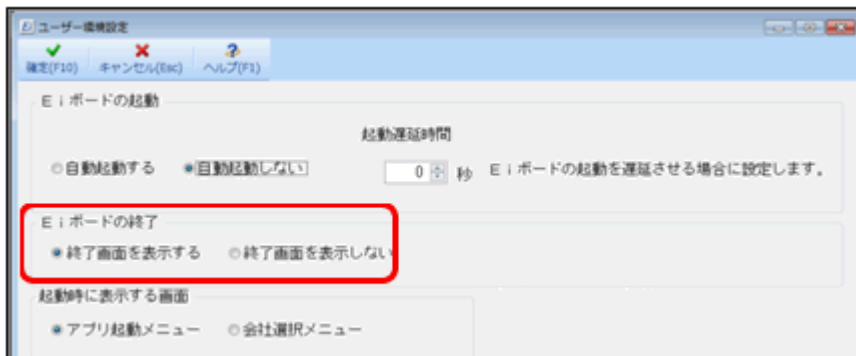 ユーザー環境設定
確定(F10) キャンセル(Esc) ヘルプ(F1)
Eiボードの起動
起動遅延時間
自動起動する 自動起動しない 0 秒 Eiボードの起動を遅延させる場合に設定します。
Eiボードの終了
終了画面を表示する 終了画面を表示しない
起動時に表示する画面
アプリ起動メニュー 会社選択メニュー